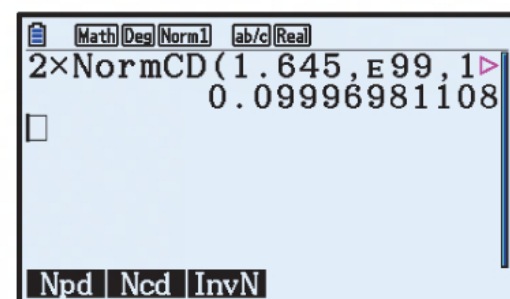 Math Deg Norm1 ab/c Real
2×NormCD(1.645,E99,1▷
0.09996981108
Npd Ncd InvN